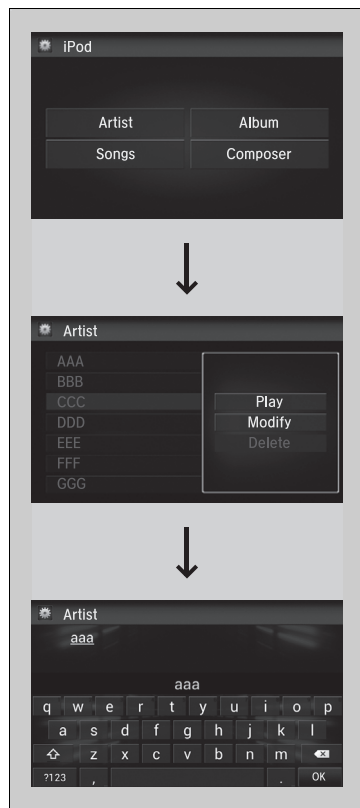 iPod
Artist Album
Songs Composer
Artist
AAA
BBB
CCC
DDD
EEE
FFF
GGG
Play
Modify
Delete
Artist
aaa
aaa
q w e r t y u i o p
a s d f g h j k l
z x c v b n m
?123 , . OK